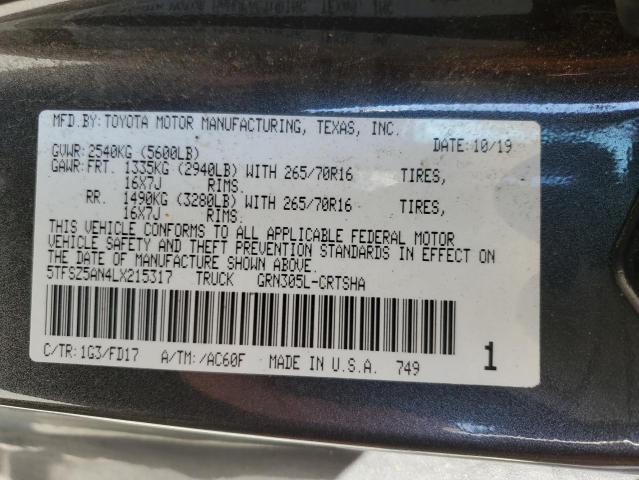 MFD.BY:TOYOTA MOTOR MANUFACTURING, TEXAS, INC.
GVWR:2540KG (5600LB) DATE:10/19
GAWR:FRT. 1335KG (2940LB) WITH 265/70R16 TIRES,
16X7J RIMS.
RR. 1490KG (3280LB) WITH 265/70R16 TIRES,
16X7J RIMS.
THIS VEHICLE CONFORMS TO ALL APPLICABLE FEDERAL MOTOR
VEHICLE SAFETY AND THEFT PREVENTION STANDARDS IN EFFECT ON
THE DATE OF MANUFACTURE SHOWN ABOVE.
5TFSZ5AN4LX215317 TRUCK GRN305L-CRTSHA
C/TR:1G3/FD17 A/TM:/AC60F MADE IN U.S.A. 749 1